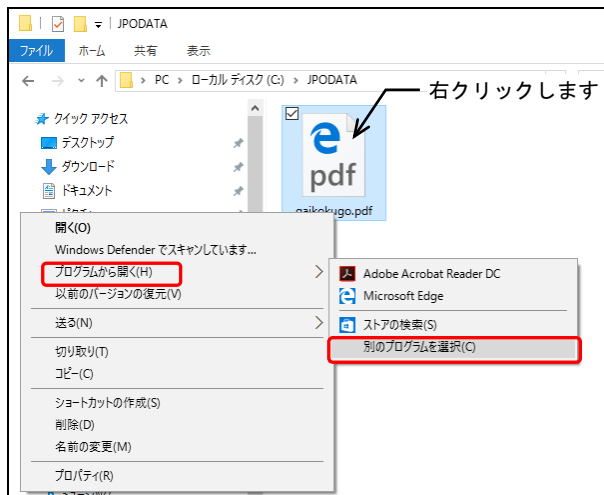 JPODATA
ファイル ホーム 共有 表示
PC ローカル ディスク (C:) JPODATA
右クリックします
クイック アクセス
デスクトップ
ダウンロード
ドキュメント
pdf
gaikokugo.pdf
開く(O)
Windows Defender でスキャンしています...
プログラムから開く(H)
以前のバージョンの復元(V)
送る(N)
切り取り(T)
コピー(C)
ショートカットの作成(S)
削除(D)
名前の変更(M)
プロパティ(R)
Adobe Acrobat Reader DC
Microsoft Edge
ストアの検索(S)
別のプログラムを選択(C)